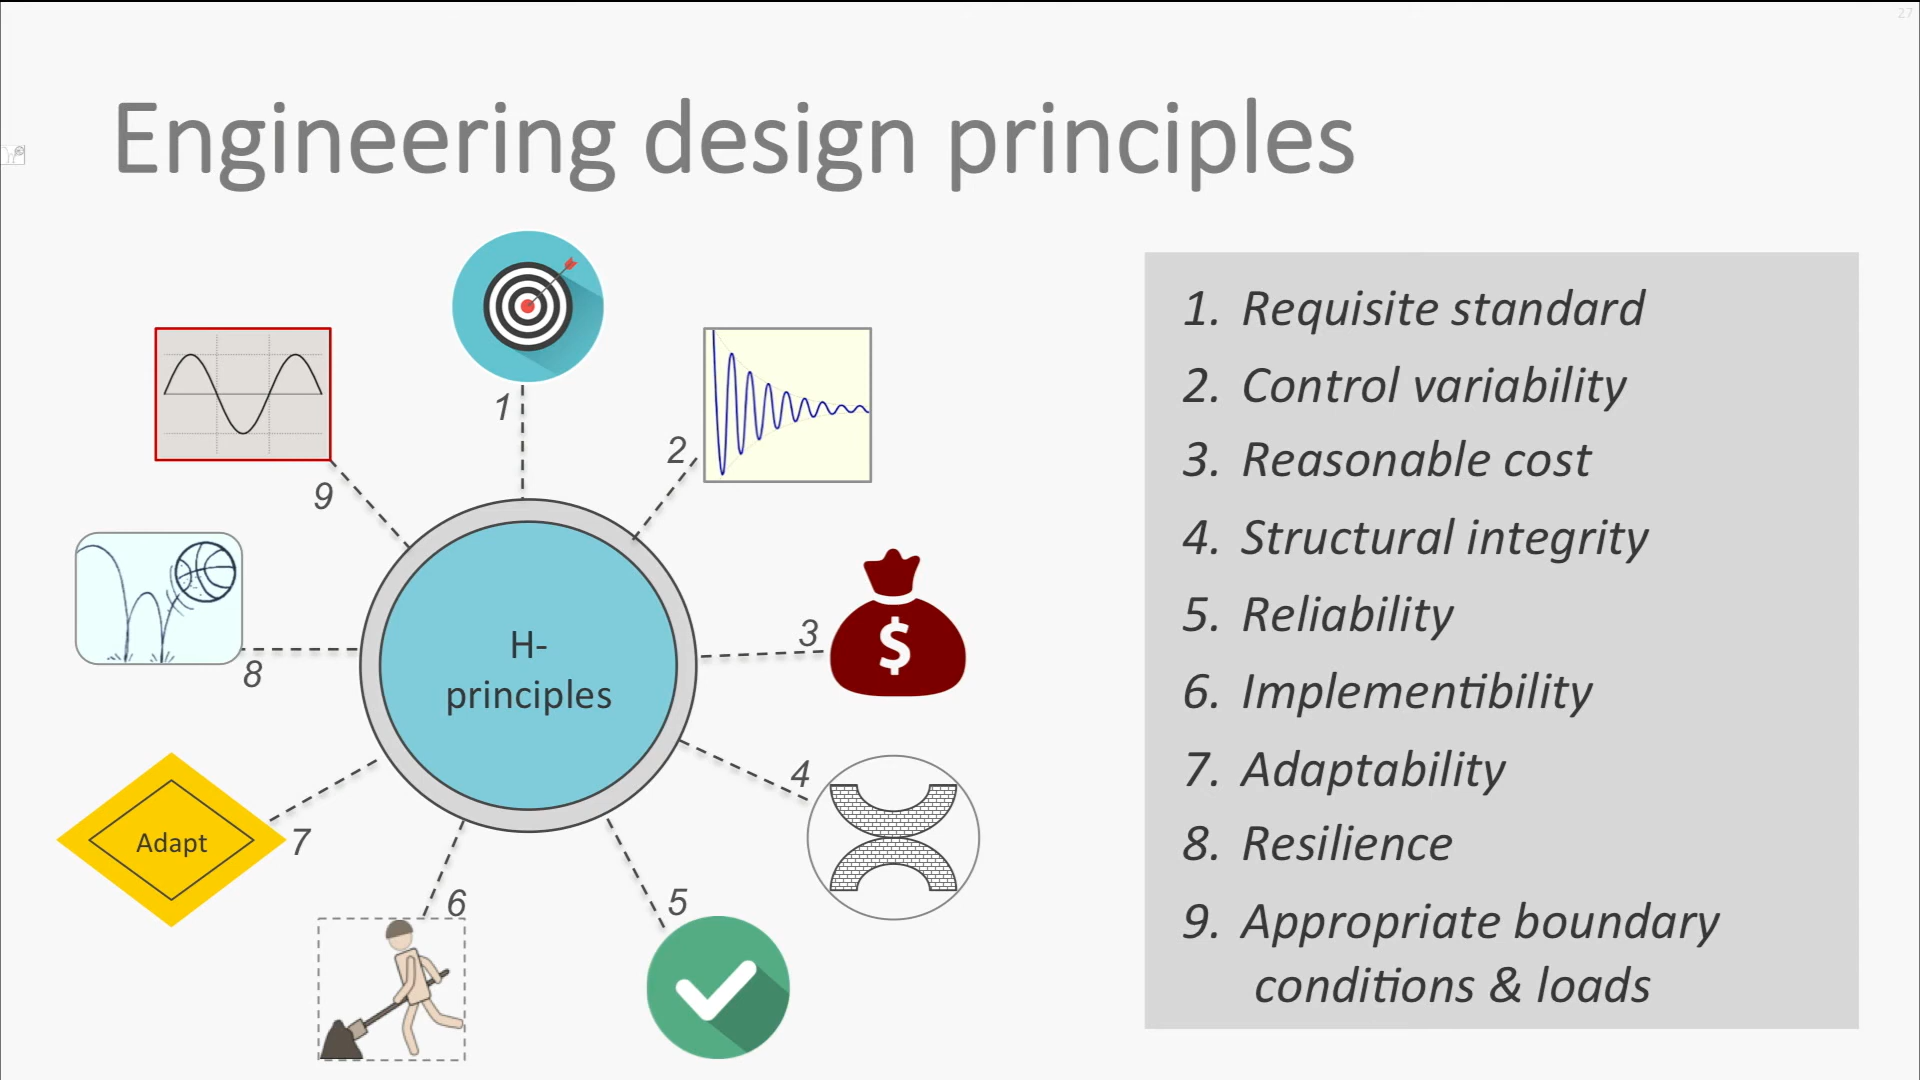 27
Engineering design principles
1
2
3
4
5
6
7
8
9
H-
principles
$
Adapt
1. Requisite standard
2. Control variability
3. Reasonable cost
4. Structural integrity
5. Reliability
6. Implementibility
7. Adaptability
8. Resilience
9. Appropriate boundary
conditions & loads